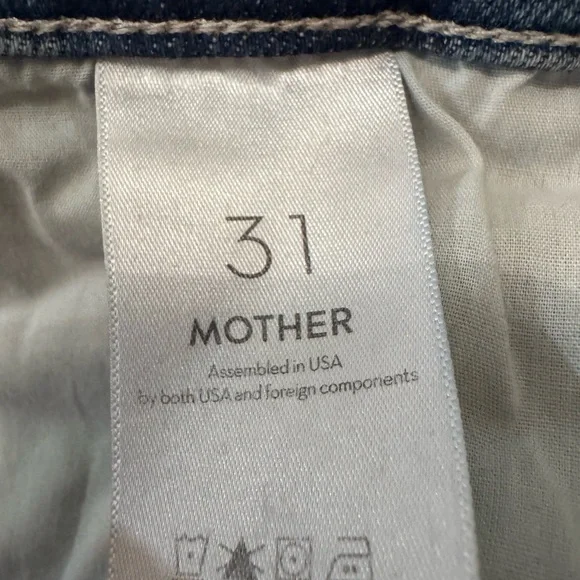 31
MOTHER
Assembled in USA
by both USA and foreign components